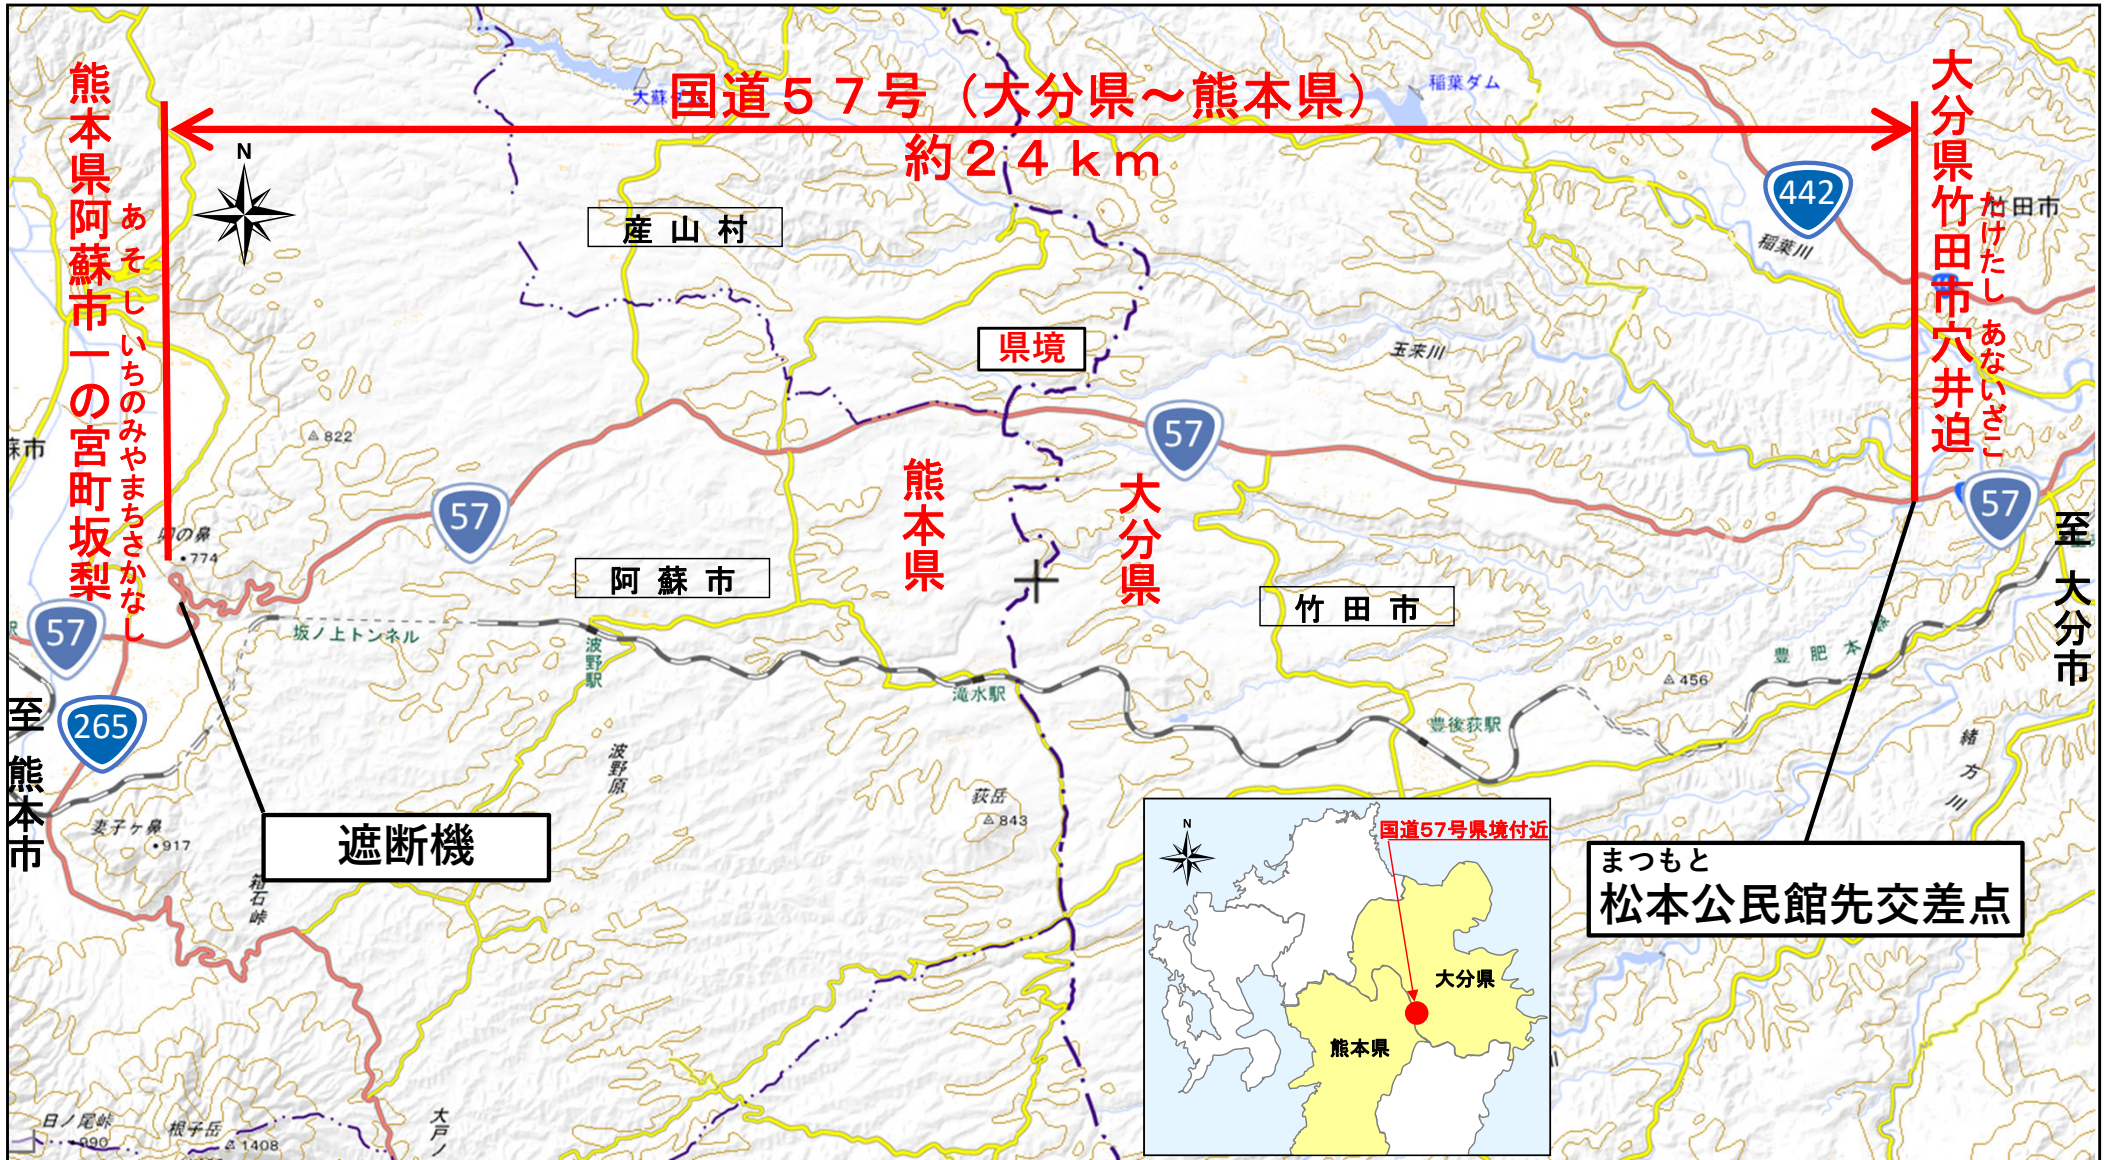 国道５７号（大分県～熊本県）
約２４ｋｍ
熊本県阿蘇市一の宮町坂梨
あそし いちのみやまちさかなし
大分県竹田市穴井迫
たけたし あないざこ
N
稲葉ダム
442
竹田市
稲葉川
産山村
県境
玉来川
822
57
57
57
57
265
卯の鼻
774
熊本県
大分県
阿蘇市
竹田市
坂ノ上トンネル
波野駅
滝水駅
豊後荻駅
豊肥本線
456
至 大分市
至 熊本市
波野原
荻岳
843
緒方川
妻子ヶ鼻
917
箱石峠
遮断機
まつもと
松本公民館先交差点
N
国道57号県境付近
大分県
熊本県
日ノ尾峠
990
根子岳
1408